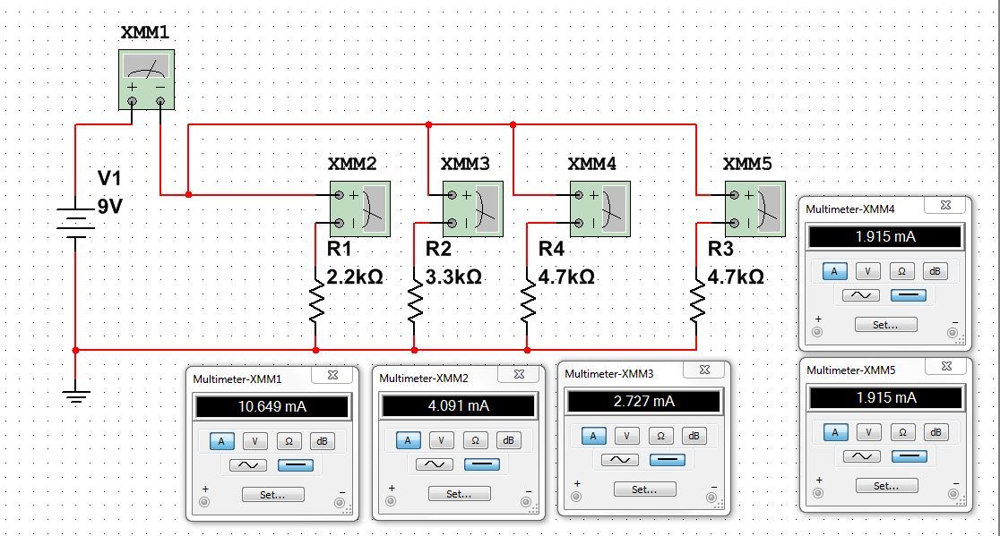 XMM1
+ −
V1
9V
XMM2
+
−
XMM3
+
−
XMM4
+
−
XMM5
+
−
R1
2.2kΩ
R2
3.3kΩ
R4
4.7kΩ
R3
4.7kΩ
Multimeter-XMM4
1.915 mA
A V Ω dB
+ −
Set...
Multimeter-XMM1
10.649 mA
A V Ω dB
+ −
Set...
Multimeter-XMM2
4.091 mA
A V Ω dB
+ −
Set...
Multimeter-XMM3
2.727 mA
A V Ω dB
+ −
Set...
Multimeter-XMM5
1.915 mA
A V Ω dB
+ −
Set...